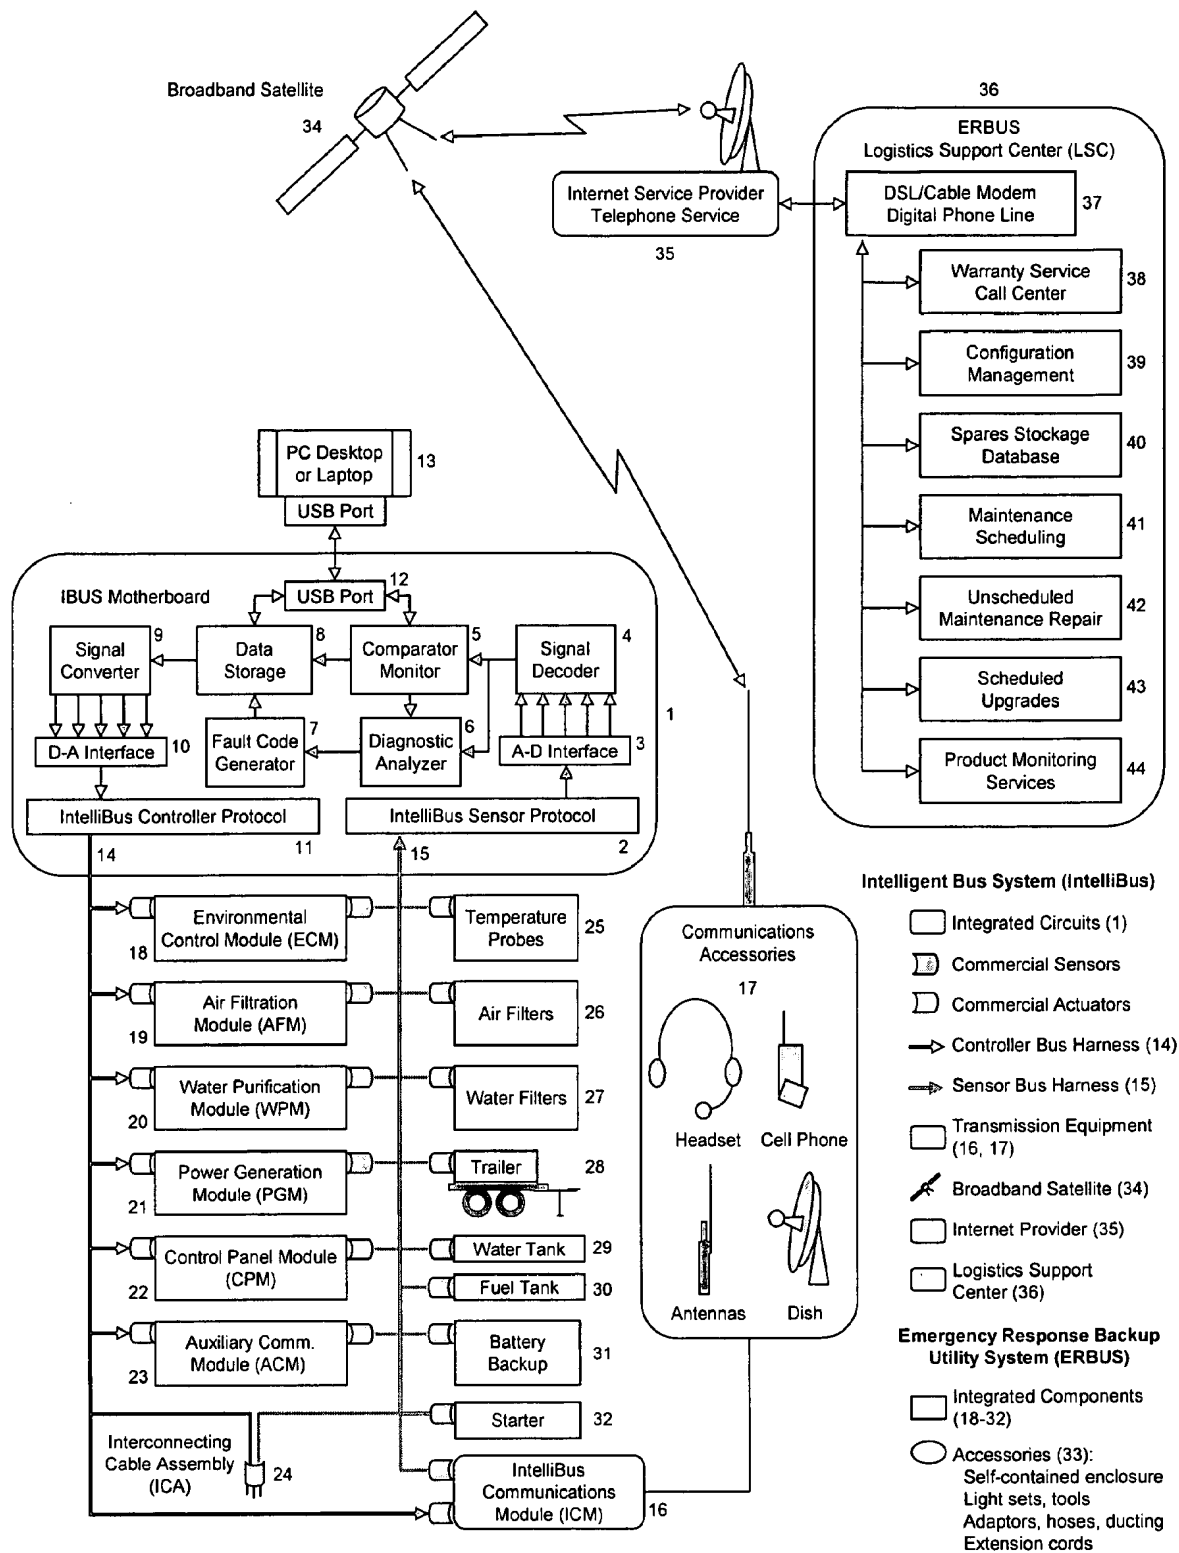 Broadband Satellite
34
36
ERBUS
Logistics Support Center (LSC)
Internet Service Provider
Telephone Service
35
DSL/Cable Modem
Digital Phone Line
37
Warranty Service
Call Center
38
Configuration
Management
39
Spares Stockage
Database
40
Maintenance
Scheduling
41
Unscheduled
Maintenance Repair
42
Scheduled
Upgrades
43
Product Monitoring
Services
44
PC Desktop
or Laptop
13
USB Port
IBUS Motherboard
12
USB Port
9
Signal
Converter
8
Data
Storage
5
Comparator
Monitor
4
Signal
Decoder
1
D-A Interface
10
7
Fault Code
Generator
6
Diagnostic
Analyzer
A-D Interface
3
IntelliBus Controller Protocol
11
IntelliBus Sensor Protocol
2
14
15
Environmental
Control Module (ECM)
18
Temperature
Probes
25
Air Filtration
Module (AFM)
19
Air Filters
26
Water Purification
Module (WPM)
20
Water Filters
27
Power Generation
Module (PGM)
21
Trailer
28
Control Panel Module
(CPM)
22
Water Tank
29
Fuel Tank
30
Auxiliary Comm.
Module (ACM)
23
Battery
Backup
31
Starter
32
Interconnecting
Cable Assembly
(ICA)
24
IntelliBus
Communications
Module (ICM)
16
Communications
Accessories
17
Headset
Cell Phone
Antennas
Dish
Intelligent Bus System (IntelliBus)
Integrated Circuits (1)
Commercial Sensors
Commercial Actuators
Controller Bus Harness (14)
Sensor Bus Harness (15)
Transmission Equipment
(16, 17)
Broadband Satellite (34)
Internet Provider (35)
Logistics Support
Center (36)
Emergency Response Backup
Utility System (ERBUS)
Integrated Components
(18-32)
Accessories (33):
Self-contained enclosure
Light sets, tools
Adaptors, hoses, ducting
Extension cords